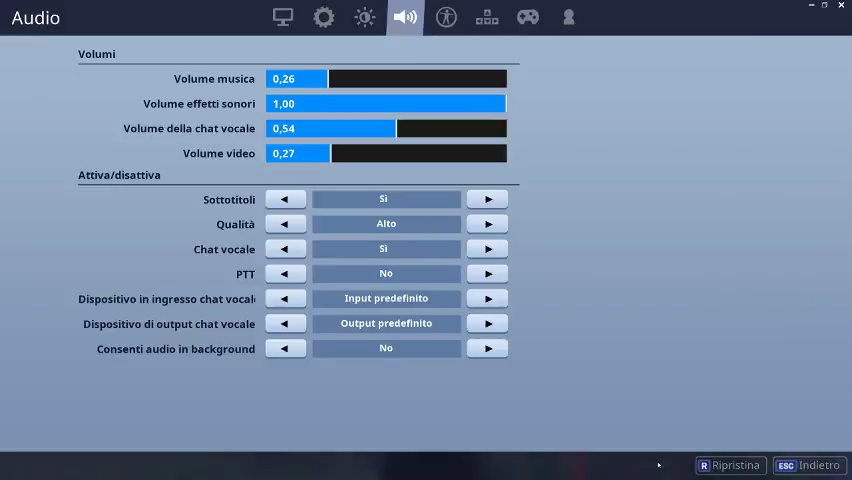 Audio
Volumi
Volume musica 0,26
Volume effetti sonori 1,00
Volume della chat vocale 0,54
Volume video 0,27
Attiva/disattiva
Sottotitoli Sì
Qualità Alto
Chat vocale Sì
PTT No
Dispositivo in ingresso chat vocal Input predefinito
Dispositivo di output chat vocale Output predefinito
Consenti audio in background No
R Ripristina ESC Indietro